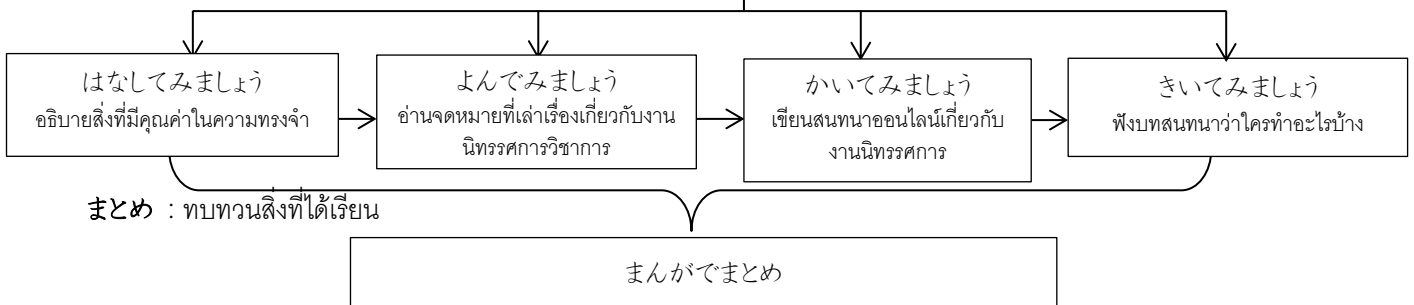 はなしてみましょう
อธิบายสิ่งที่มีคุณค่าในความทรงจำ
よんでみましょう
อ่านจดหมายที่เล่าเรื่องเกี่ยวกับงาน
นิทรรศการวิชาการ
かいてみましょう
เขียนสนทนาออนไลน์เกี่ยวกับ
งานนิทรรศการ
きいてみましょう
ฟังบทสนทนาว่าใครทำอะไรบ้าง
まとめ : ทบทวนสิ่งที่ได้เรียน
まんがでまとめ